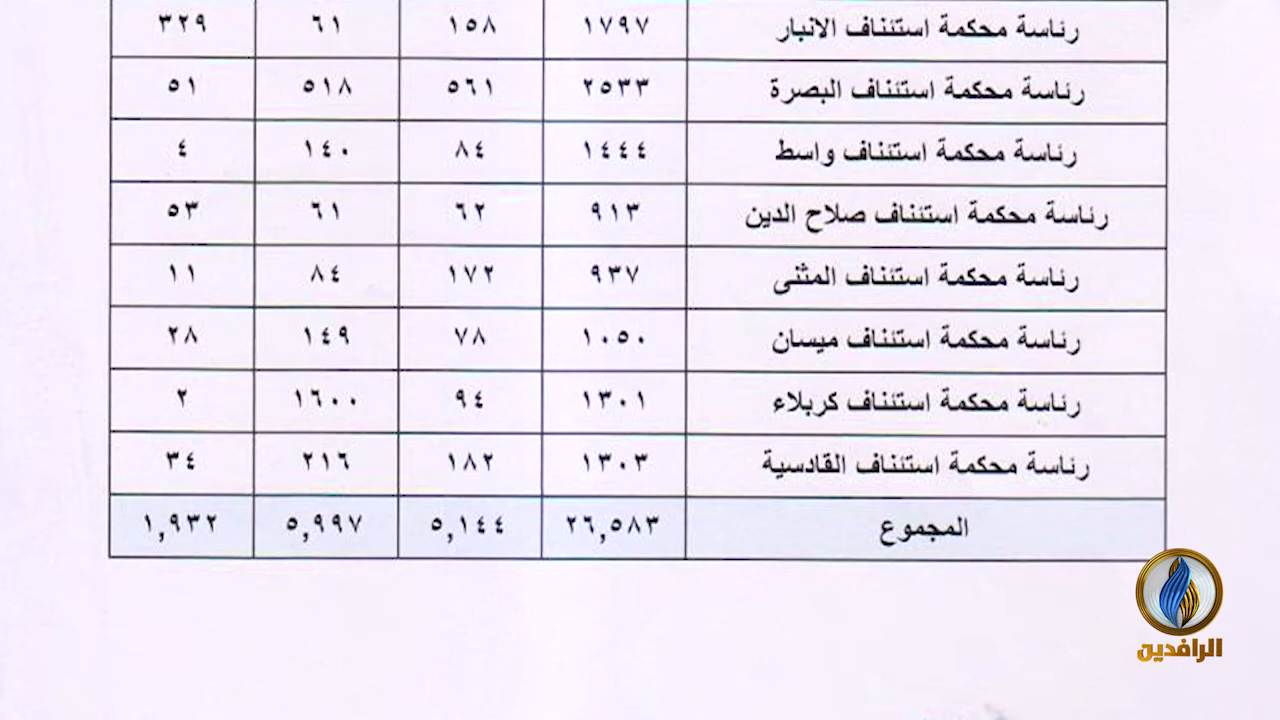 رئاسة محكمة استئناف الانبار ١٧٩٧ ١٥٨ ٦١ ٣٢٩
رئاسة محكمة استئناف البصرة ٢٥٣٣ ٥٦١ ٥١٨ ٥١
رئاسة محكمة استئناف واسط ١٤٤٤ ٨٤ ١٤٠ ٤
رئاسة محكمة استئناف صلاح الدين ٩١٣ ٦٢ ٦١ ٥٣
رئاسة محكمة استئناف المثنى ٩٣٧ ١٧٢ ٨٤ ١١
رئاسة محكمة استئناف ميسان ١٠٥٠ ٧٨ ١٤٩ ٢٨
رئاسة محكمة استئناف كربلاء ١٣٠١ ٩٤ ١٦٠٠ ٢
رئاسة محكمة استئناف القادسية ١٣٠٣ ١٨٢ ٢١٦ ٣٤
المجموع ٢٦,٥٨٣ ٥,١٤٤ ٥,٩٩٧ ١,٩٣٢
الرافدين